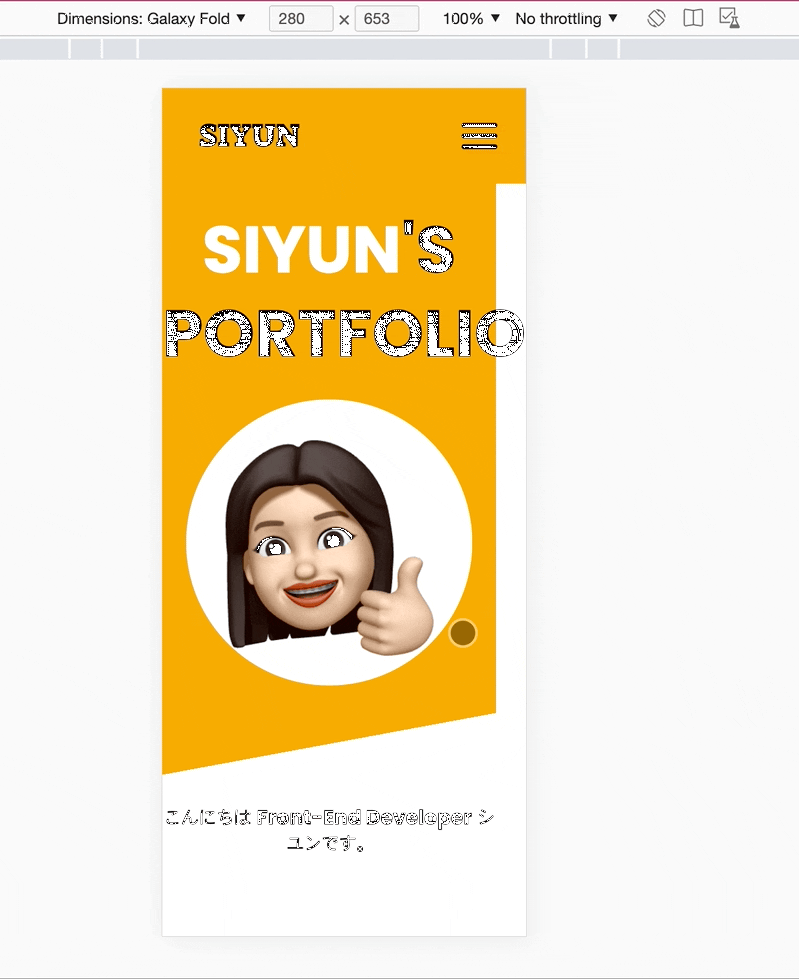 Dimensions: Galaxy Fold ▼ 280 × 653 100% ▼ No throttling ▼
SIYUN
SIYUN'S
PORTFOLIO
こんにちは Front-End Developer シ
ユンです。